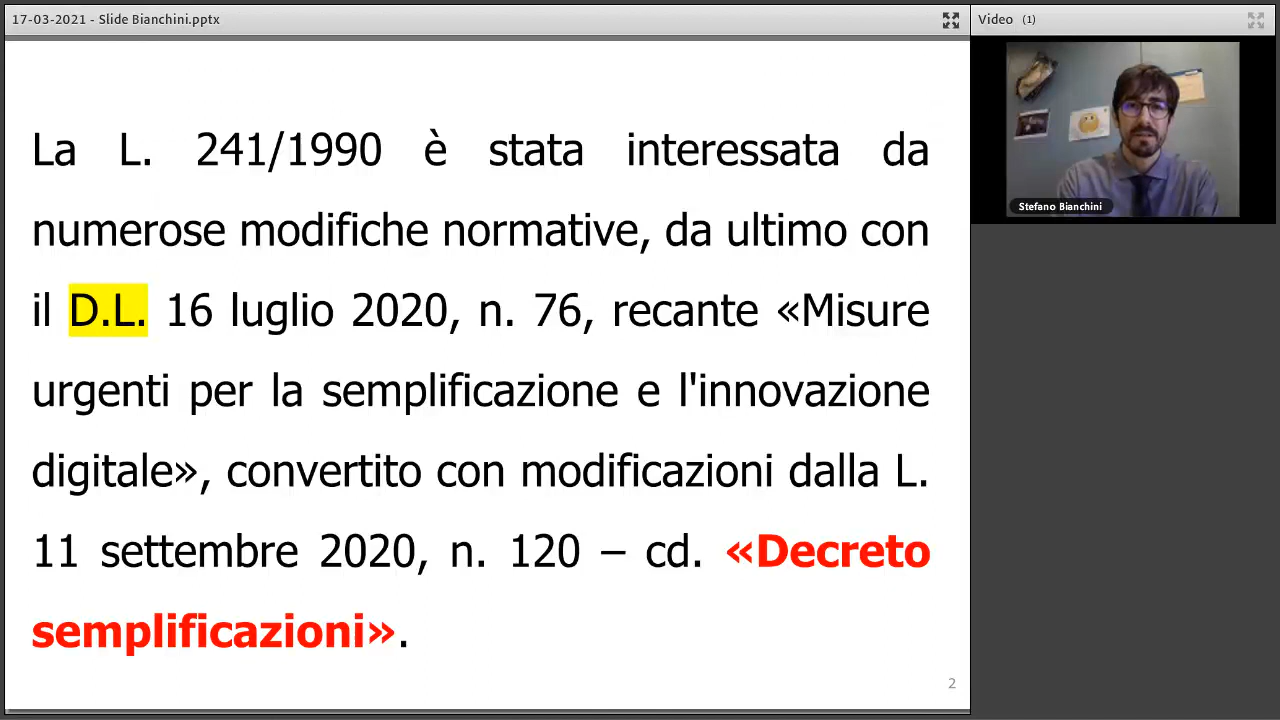 17-03-2021 - Slide Bianchini.pptx
Video (1)
La L. 241/1990 è stata interessata da
numerose modifiche normative, da ultimo con
il D.L. 16 luglio 2020, n. 76, recante «Misure
urgenti per la semplificazione e l'innovazione
digitale», convertito con modificazioni dalla L.
11 settembre 2020, n. 120 – cd. «Decreto
semplificazioni».
2
Stefano Bianchini